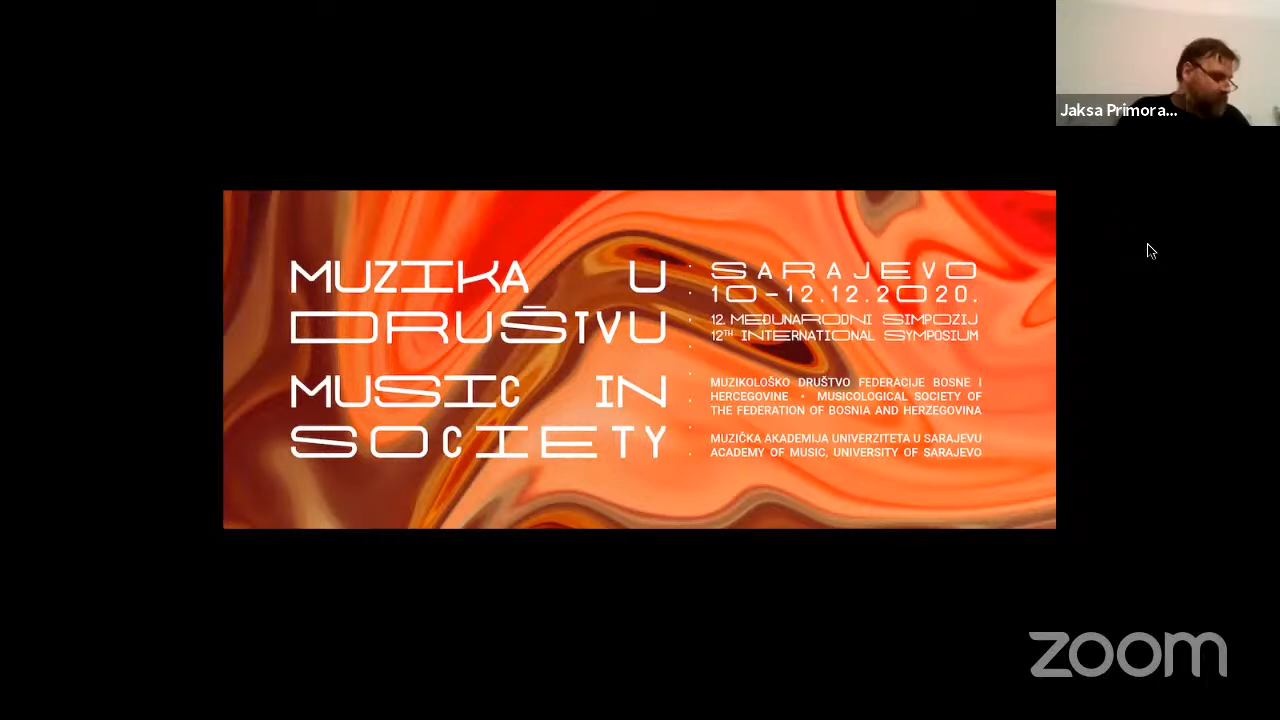 Jaksa Primora...
MUZIKA U
DRUŠTVU
MUSIC IN
SOCIETY
SARAJEVO
10–12.12.2020.
12. MEĐUNARODNI SIMPOZIJ
12TH INTERNATIONAL SYMPOSIUM
MUZIKOLOŠKO DRUŠTVO FEDERACIJE BOSNE I
HERCEGOVINE • MUSICOLOGICAL SOCIETY OF
THE FEDERATION OF BOSNIA AND HERZEGOVINA
MUZIČKA AKADEMIJA UNIVERZITETA U SARAJEVU
ACADEMY OF MUSIC, UNIVERSITY OF SARAJEVO
zoom